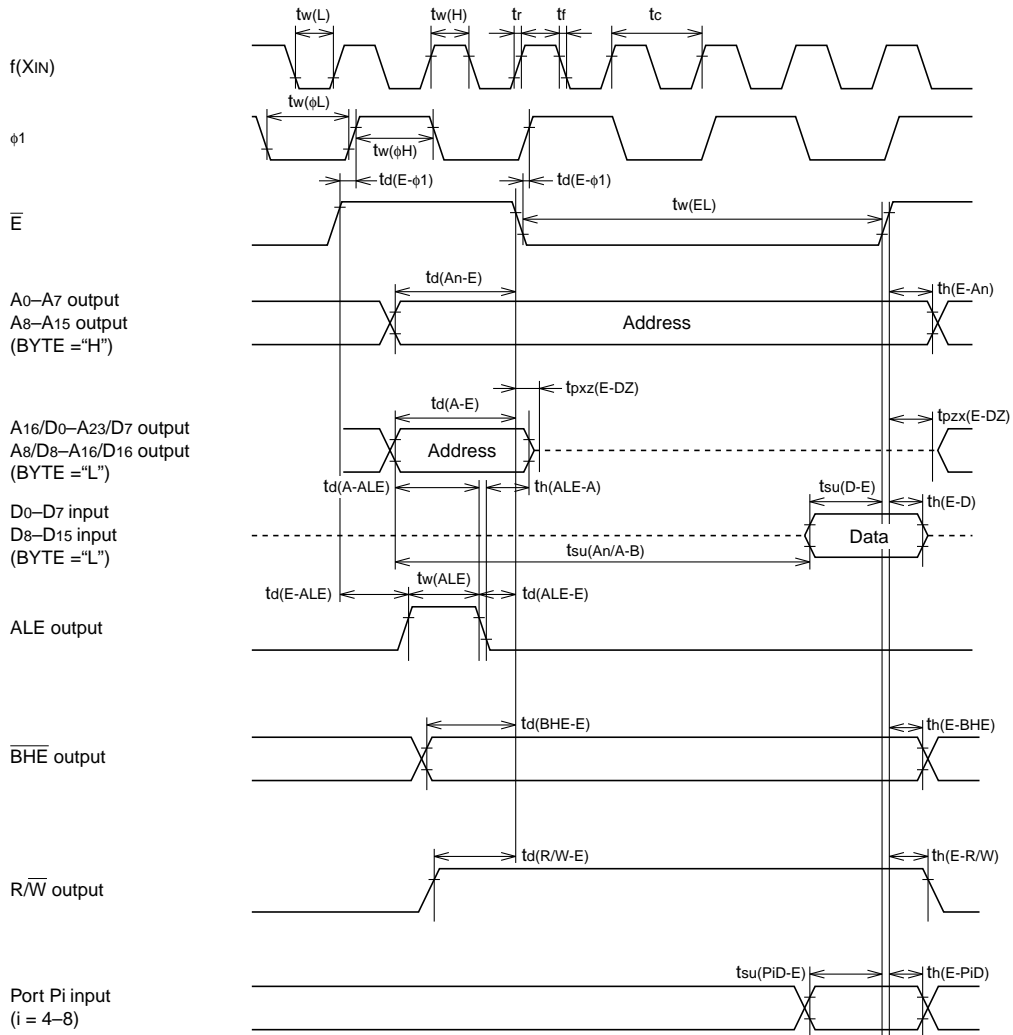 tw(L) tw(H) tr tf tc
f(XIN)
tw(ϕL)
ϕ1
tw(ϕH)
td(E-ϕ1) td(E-ϕ1)
tw(EL)
E
td(An-E) th(E-An)
A0–A7 output
A8–A15 output
(BYTE =“H”)
Address
tpxz(E-DZ)
td(A-E) tpzx(E-DZ)
A16/D0–A23/D7 output
A8/D8–A16/D16 output
(BYTE =“L”)
Address
td(A-ALE) th(ALE-A) tsu(D-E) th(E-D)
D0–D7 input
D8–D15 input
(BYTE =“L”)
Data
tsu(An/A-B)
tw(ALE)
td(E-ALE) td(ALE-E)
ALE output
td(BHE-E) th(E-BHE)
BHE output
td(R/W-E) th(E-R/W)
R/W output
tsu(PiD-E) th(E-PiD)
Port Pi input
(i = 4–8)